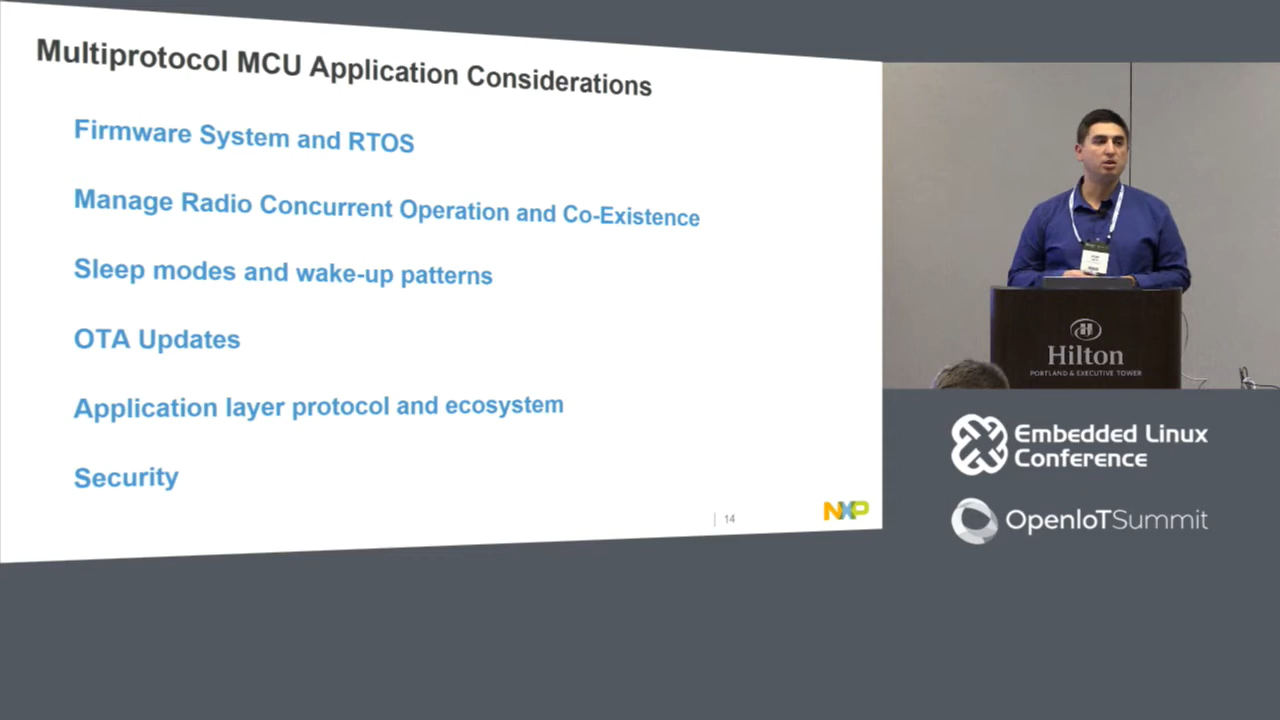 Multiprotocol MCU Application Considerations
Firmware System and RTOS
Manage Radio Concurrent Operation and Co-Existence
Sleep modes and wake-up patterns
OTA Updates
Application layer protocol and ecosystem
Security
14
NXP
Hilton
PORTLAND & EXECUTIVE TOWER
Embedded Linux
Conference
OpenIoTSummit